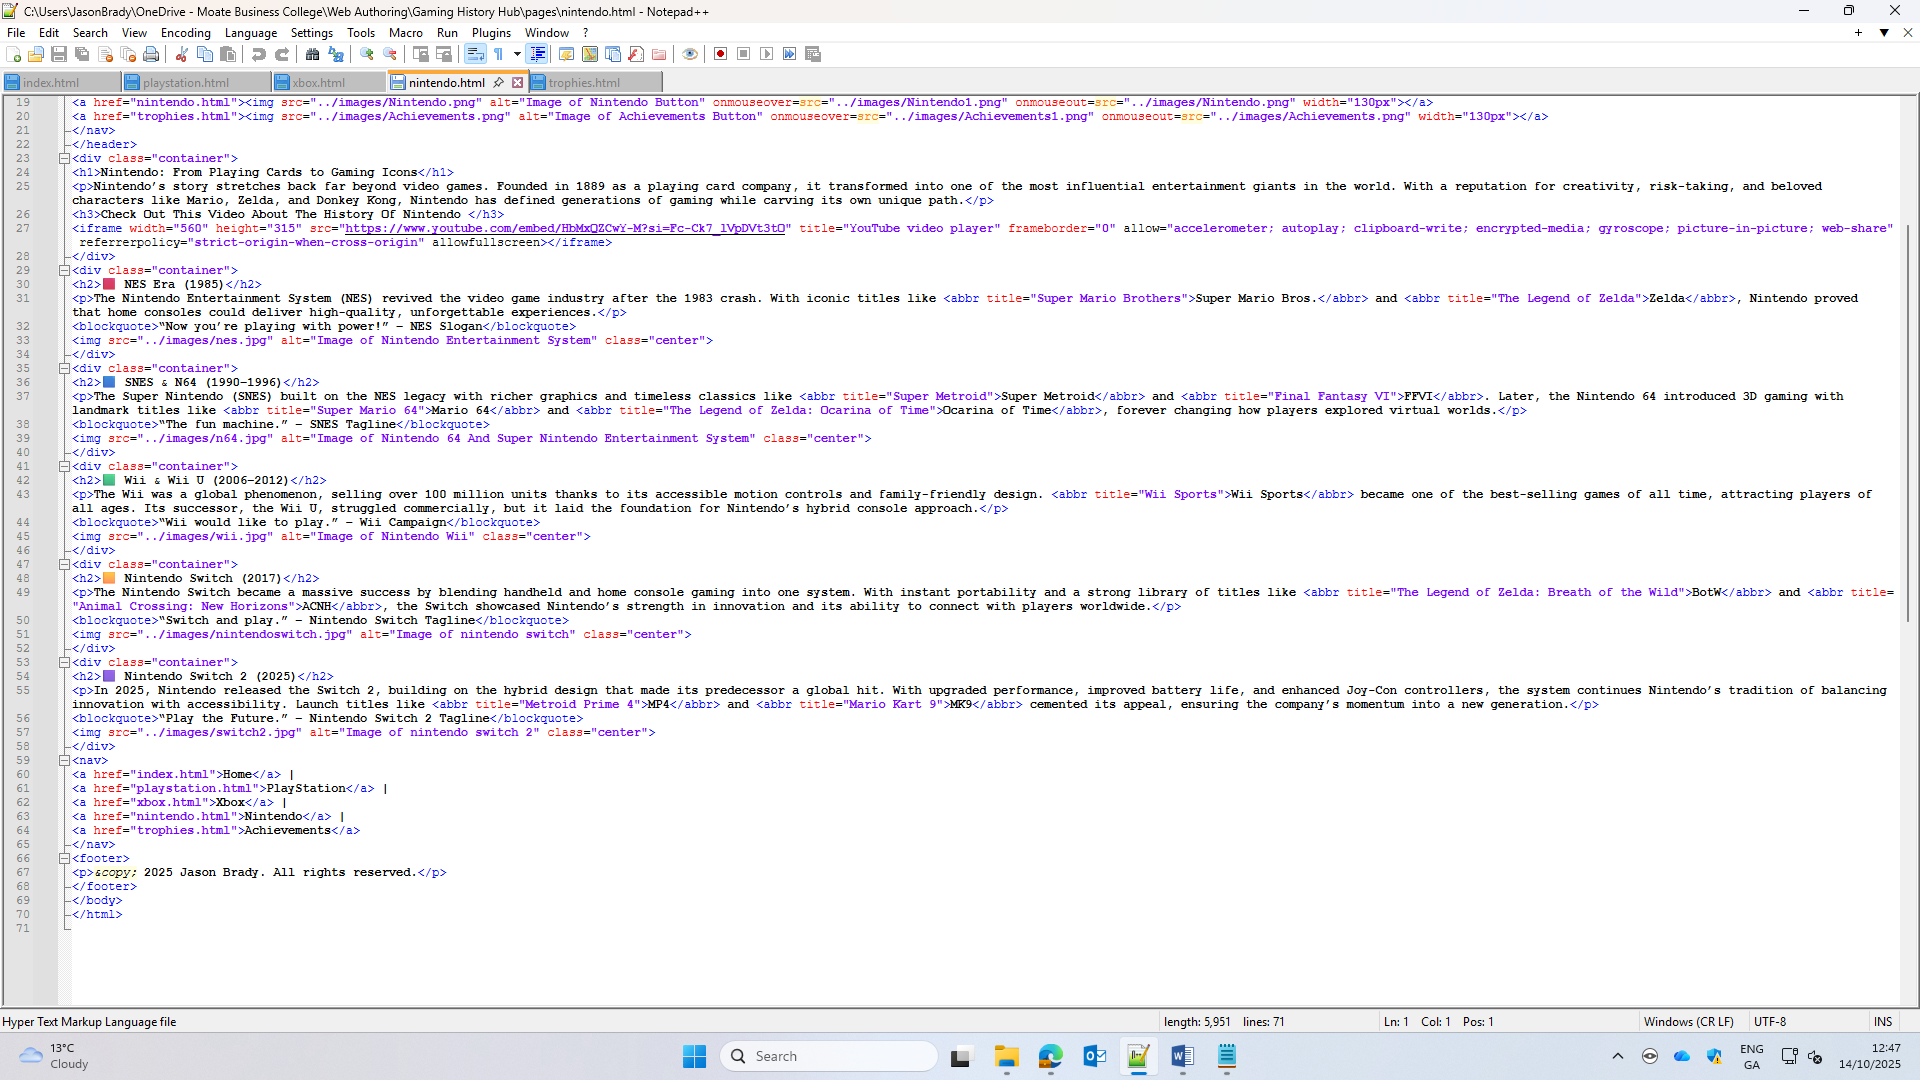 C:\Users\JasonBrady\OneDrive - Moate Business College\Web Authoring\Gaming History Hub\pages\nintendo.html - Notepad++
File Edit Search View Encoding Language Settings Tools Macro Run Plugins Window ?
index.html playstation.html xbox.html nintendo.html trophies.html
19 <a href="nintendo.html"><img src="../images/Nintendo.png" alt="Image of Nintendo Button" onmouseover=src="../images/Nintendo1.png" onmouseout=src="../images/Nintendo.png" width="130px"></a>
20 <a href="trophies.html"><img src="../images/Achievements.png" alt="Image of Achievements Button" onmouseover=src="../images/Achievements1.png" onmouseout=src="../images/Achievements.png" width="130px"></a>
21 </nav>
22 </header>
23 <div class="container">
24 <h1>Nintendo: From Playing Cards to Gaming Icons</h1>
25 <p>Nintendo's story stretches back far beyond video games. Founded in 1889 as a playing card company, it transformed into one of the most influential entertainment giants in the world. With a reputation for creativity, risk-taking, and beloved
characters like Mario, Zelda, and Donkey Kong, Nintendo has defined generations of gaming while carving its own unique path.</p>
26 <h3>Check Out This Video About The History Of Nintendo </h3>
27 <iframe width="560" height="315" src="https://www.youtube.com/embed/HbMxQZCwY-M?si=Fc-Ck7_lVpDVt3tO" title="YouTube video player" frameborder="0" allow="accelerometer; autoplay; clipboard-write; encrypted-media; gyroscope; picture-in-picture; web-share"
referrerpolicy="strict-origin-when-cross-origin" allowfullscreen></iframe>
28 </div>
29 <div class="container">
30 <h2>🟥 NES Era (1985)</h2>
31 <p>The Nintendo Entertainment System (NES) revived the video game industry after the 1983 crash. With iconic titles like <abbr title="Super Mario Brothers">Super Mario Bros.</abbr> and <abbr title="The Legend of Zelda">Zelda</abbr>, Nintendo proved
that home consoles could deliver high-quality, unforgettable experiences.</p>
32 <blockquote>“Now you’re playing with power!” – NES Slogan</blockquote>
33 <img src="../images/nes.jpg" alt="Image of Nintendo Entertainment System" class="center">
34 </div>
35 <div class="container">
36 <h2>🟦 SNES & N64 (1990–1996)</h2>
37 <p>The Super Nintendo (SNES) built on the NES legacy with richer graphics and timeless classics like <abbr title="Super Metroid">Super Metroid</abbr> and <abbr title="Final Fantasy VI">FFVI</abbr>. Later, the Nintendo 64 introduced 3D gaming with
landmark titles like <abbr title="Super Mario 64">Mario 64</abbr> and <abbr title="The Legend of Zelda: Ocarina of Time">Ocarina of Time</abbr>, forever changing how players explored virtual worlds.</p>
38 <blockquote>“The fun machine.” – SNES Tagline</blockquote>
39 <img src="../images/n64.jpg" alt="Image of Nintendo 64 And Super Nintendo Entertainment System" class="center">
40 </div>
41 <div class="container">
42 <h2>🟩 Wii & Wii U (2006–2012)</h2>
43 <p>The Wii was a global phenomenon, selling over 100 million units thanks to its accessible motion controls and family-friendly design. <abbr title="Wii Sports">Wii Sports</abbr> became one of the best-selling games of all time, attracting players of
all ages. Its successor, the Wii U, struggled commercially, but it laid the foundation for Nintendo’s hybrid console approach.</p>
44 <blockquote>“Wii would like to play.” – Wii Campaign</blockquote>
45 <img src="../images/wii.jpg" alt="Image of Nintendo Wii" class="center">
46 </div>
47 <div class="container">
48 <h2>🟧 Nintendo Switch (2017)</h2>
49 <p>The Nintendo Switch became a massive success by blending handheld and home console gaming into one system. With instant portability and a strong library of titles like <abbr title="The Legend of Zelda: Breath of the Wild">BotW</abbr> and <abbr title=
"Animal Crossing: New Horizons">ACNH</abbr>, the Switch showcased Nintendo’s strength in innovation and its ability to connect with players worldwide.</p>
50 <blockquote>“Switch and play.” – Nintendo Switch Tagline</blockquote>
51 <img src="../images/nintendoswitch.jpg" alt="Image of nintendo switch" class="center">
52 </div>
53 <div class="container">
54 <h2>🟪 Nintendo Switch 2 (2025)</h2>
55 <p>In 2025, Nintendo released the Switch 2, building on the hybrid design that made its predecessor a global hit. With upgraded performance, improved battery life, and enhanced Joy-Con controllers, the system continues Nintendo’s tradition of balancing
innovation with accessibility. Launch titles like <abbr title="Metroid Prime 4">MP4</abbr> and <abbr title="Mario Kart 9">MK9</abbr> cemented its appeal, ensuring the company’s momentum into a new generation.</p>
56 <blockquote>“Play the Future.” – Nintendo Switch 2 Tagline</blockquote>
57 <img src="../images/switch2.jpg" alt="Image of nintendo switch 2" class="center">
58 </div>
59 <nav>
60 <a href="index.html">Home</a> |
61 <a href="playstation.html">PlayStation</a> |
62 <a href="xbox.html">Xbox</a> |
63 <a href="nintendo.html">Nintendo</a> |
64 <a href="trophies.html">Achievements</a>
65 </nav>
66 <footer>
67 <p>&copy; 2025 Jason Brady. All rights reserved.</p>
68 </footer>
69 </body>
70 </html>
71
Hyper Text Markup Language file length: 5,951 lines: 71 Ln: 1 Col: 1 Pos: 1 Windows (CR LF) UTF-8 INS
13°C
Cloudy
Search
ENG
GA
12:47
14/10/2025